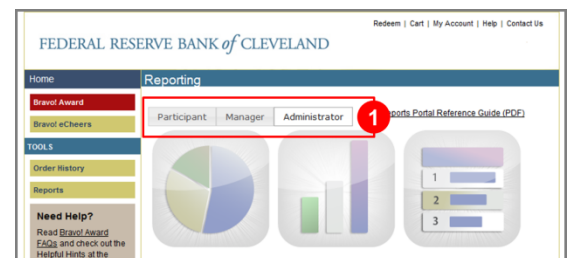 Redeem | Cart | My Account | Help | Contact Us
FEDERAL RESERVE BANK of CLEVELAND
Home
Reporting
Bravo! Award
Bravo! eCheers
Participant Manager Administrator
1
ports Portal Reference Guide (PDF)
TOOLS
Order History
Reports
1
2
3
Need Help?
Read Bravo! Award
FAQs and check out the
Helpful Hints at the